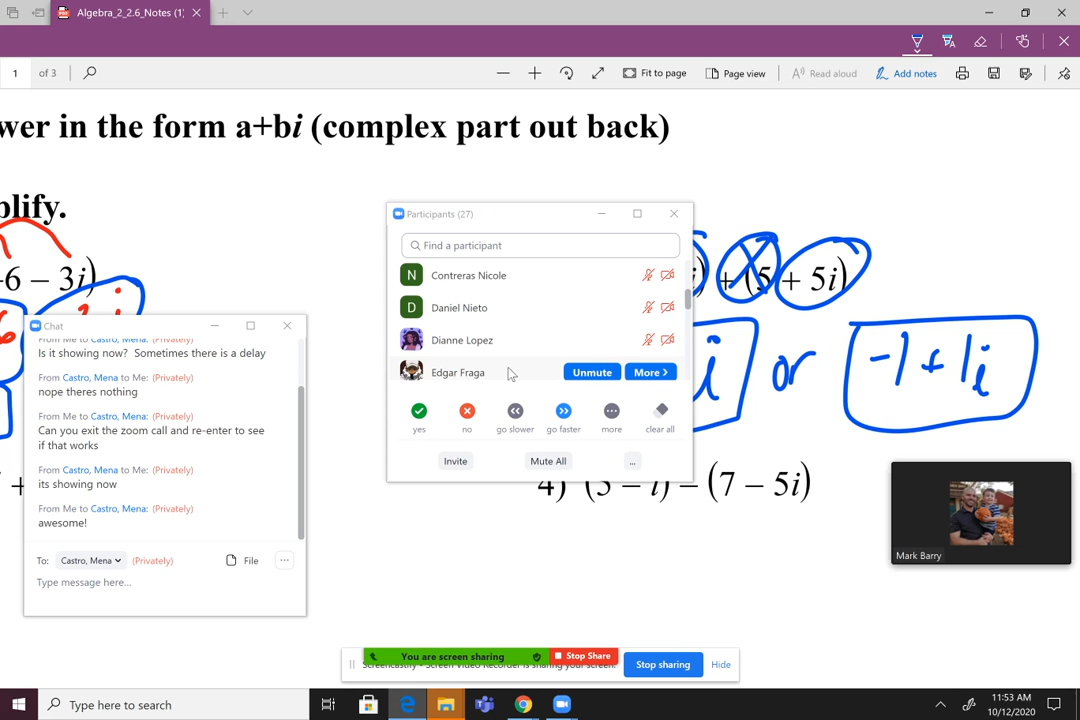 Algebra_2_2.6_Notes (1)
1 of 3
Fit to page
Page view
Read aloud
Add notes
wer in the form a+bi (complex part out back)
plify.
6 − 3i)
i) + (5 + 5i)
i or -1 + 1i
4) (3 − i) − (7 − 5i)
Participants (27)
Find a participant
N Contreras Nicole
D Daniel Nieto
Dianne Lopez
Edgar Fraga Unmute More >
yes no go slower go faster more clear all
Invite Mute All ...
Chat
From Me to Castro, Mena: (Privately)
Is it showing now? Sometimes there is a delay
From Castro, Mena to Me: (Privately)
nope theres nothing
From Me to Castro, Mena: (Privately)
Can you exit the zoom call and re-enter to see
if that works
From Castro, Mena to Me: (Privately)
its showing now
From Me to Castro, Mena: (Privately)
awesome!
To: Castro, Mena (Privately) File ...
Type message here...
Mark Barry
You are screen sharing Stop Share
Screencastify - Screen Video Recorder is sharing your screen.
Stop sharing Hide
Type here to search
11:53 AM
10/12/2020